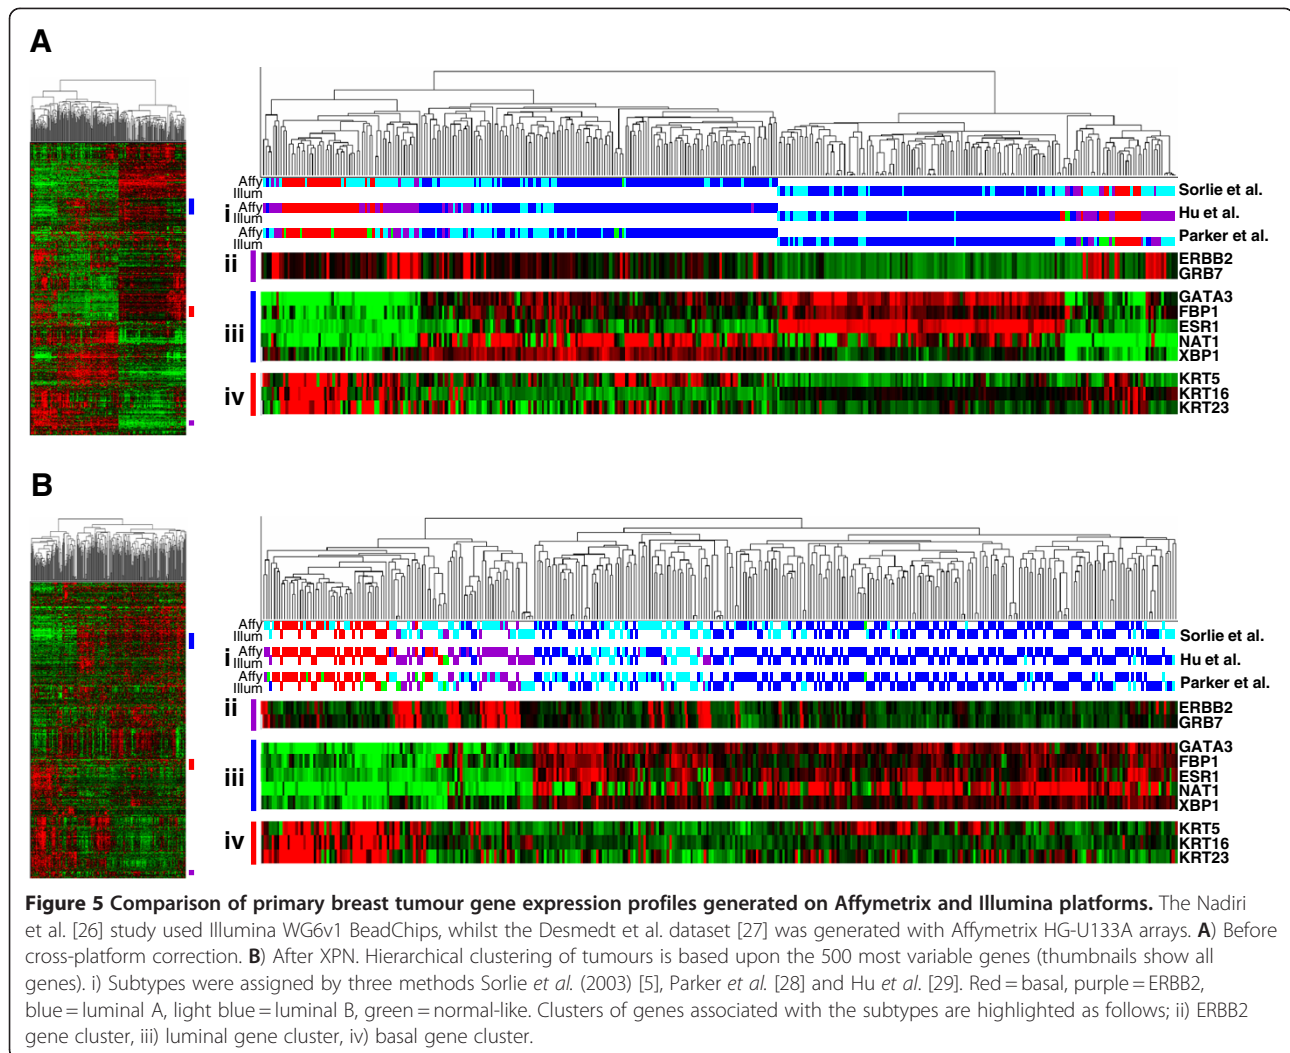 A
Affy
Illum
Sorlie et al.
i
Affy
Illum
Hu et al.
Affy
Illum
Parker et al.
ii
ERBB2
GRB7
iii
GATA3
FBP1
ESR1
NAT1
XBP1
iv
KRT5
KRT16
KRT23
B
Affy
Illum
Sorlie et al.
i
Affy
Illum
Hu et al.
Affy
Illum
Parker et al.
ii
ERBB2
GRB7
iii
GATA3
FBP1
ESR1
NAT1
XBP1
iv
KRT5
KRT16
KRT23
Figure 5 Comparison of primary breast tumour gene expression profiles generated on Affymetrix and Illumina platforms. The Nadiri
et al. [26] study used Illumina WG6v1 BeadChips, whilst the Desmedt et al. dataset [27] was generated with Affymetrix HG-U133A arrays. A) Before
cross-platform correction. B) After XPN. Hierarchical clustering of tumours is based upon the 500 most variable genes (thumbnails show all
genes). i) Subtypes were assigned by three methods Sorlie et al. (2003) [5], Parker et al. [28] and Hu et al. [29]. Red = basal, purple = ERBB2,
blue = luminal A, light blue = luminal B, green = normal-like. Clusters of genes associated with the subtypes are highlighted as follows; ii) ERBB2
gene cluster, iii) luminal gene cluster, iv) basal gene cluster.